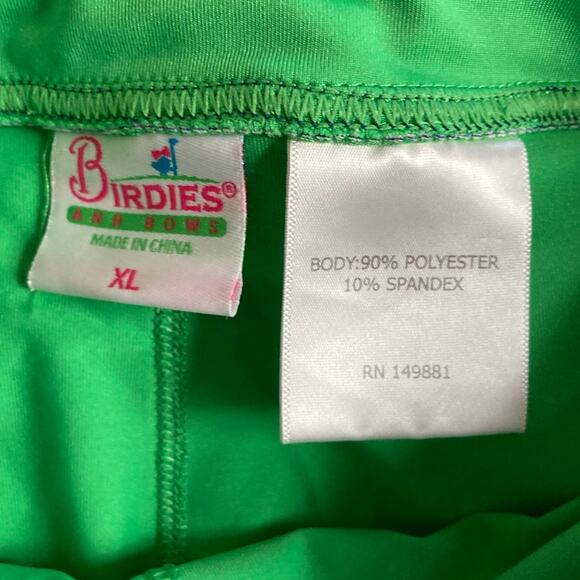 BIRDIES®
AND BOWS
MADE IN CHINA
XL
BODY:90% POLYESTER
10% SPANDEX
RN 149881